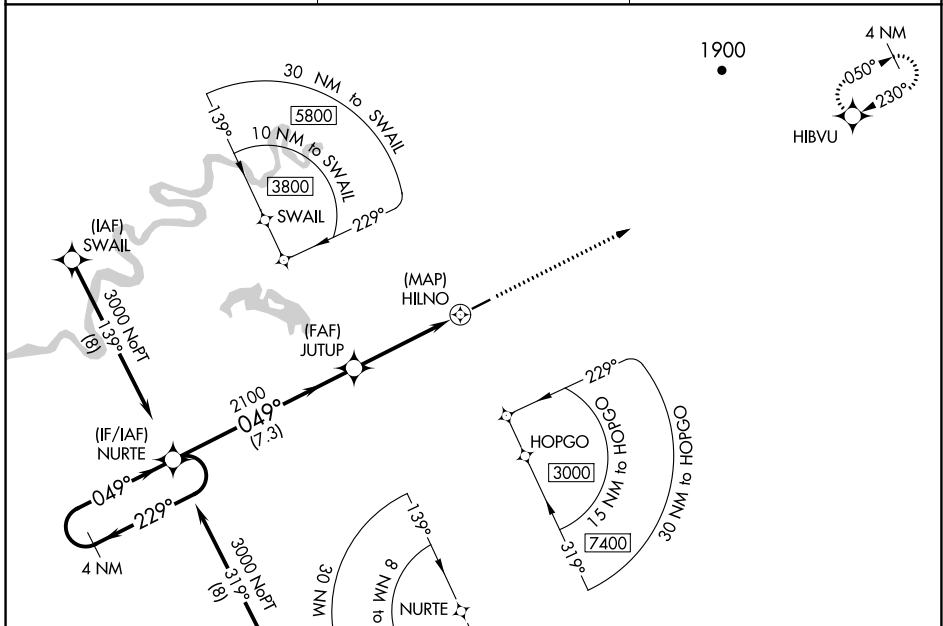 4 NM
050°
230°
HIBVU
1900
30 NM to SWAIL
5800
139°
10 NM to SWAIL
3800
SWAIL
229°
(IAF)
SWAIL
3000 NoPT
139°
(8)
(MAP)
HILNO
(FAF)
JUTUP
2100
049°
(7.3)
(IF/IAF)
NURTE
049°
229°
4 NM
3000 NoPT
319°
(8)
229°
HOPGO
3000
15 NM to HOPGO
30 NM to HOPGO
7400
319°
139°
30 NM
8 NM to
NURTE